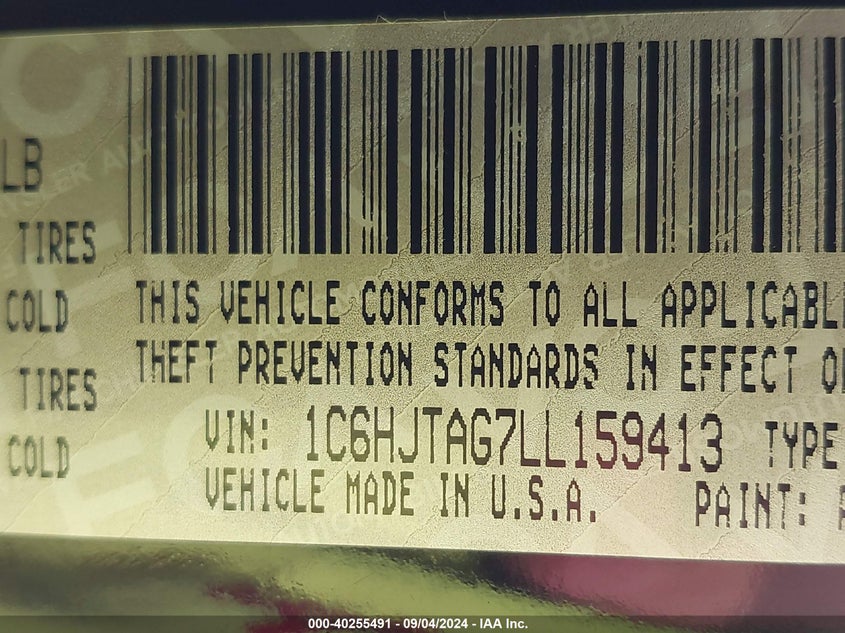 LB
TIRES
COLD
THIS VEHICLE CONFORMS TO ALL
THEFT PREVENTION STANDARDS IN EFFECT
TIRES
VIN: 1C6HJTAG7LL159413 TYPE
COLD
VEHICLE MADE IN U.S.A. PAINT:
000-40255491 - 09/04/2024 - IAA Inc.